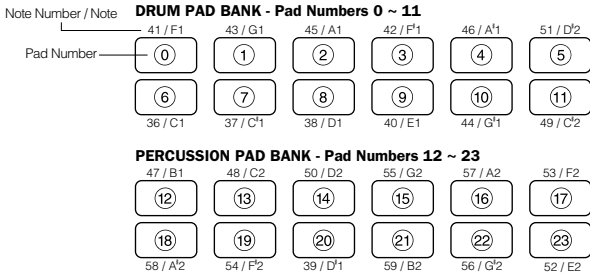 Note Number / Note
DRUM PAD BANK - Pad Numbers 0 ~ 11
41 / F1 43 / G1 45 / A1 42 / F#1 46 / A#1 51 / D#2
Pad Number
0 1 2 3 4 5
6 7 8 9 10 11
36 / C1 37 / C#1 38 / D1 40 / E1 44 / G#1 49 / C#2
PERCUSSION PAD BANK - Pad Numbers 12 ~ 23
47 / B1 48 / C2 50 / D2 55 / G2 57 / A2 53 / F2
12 13 14 15 16 17
18 19 20 21 22 23
58 / A#2 54 / F#2 39 / D#1 59 / B2 56 / G#2 52 / E2